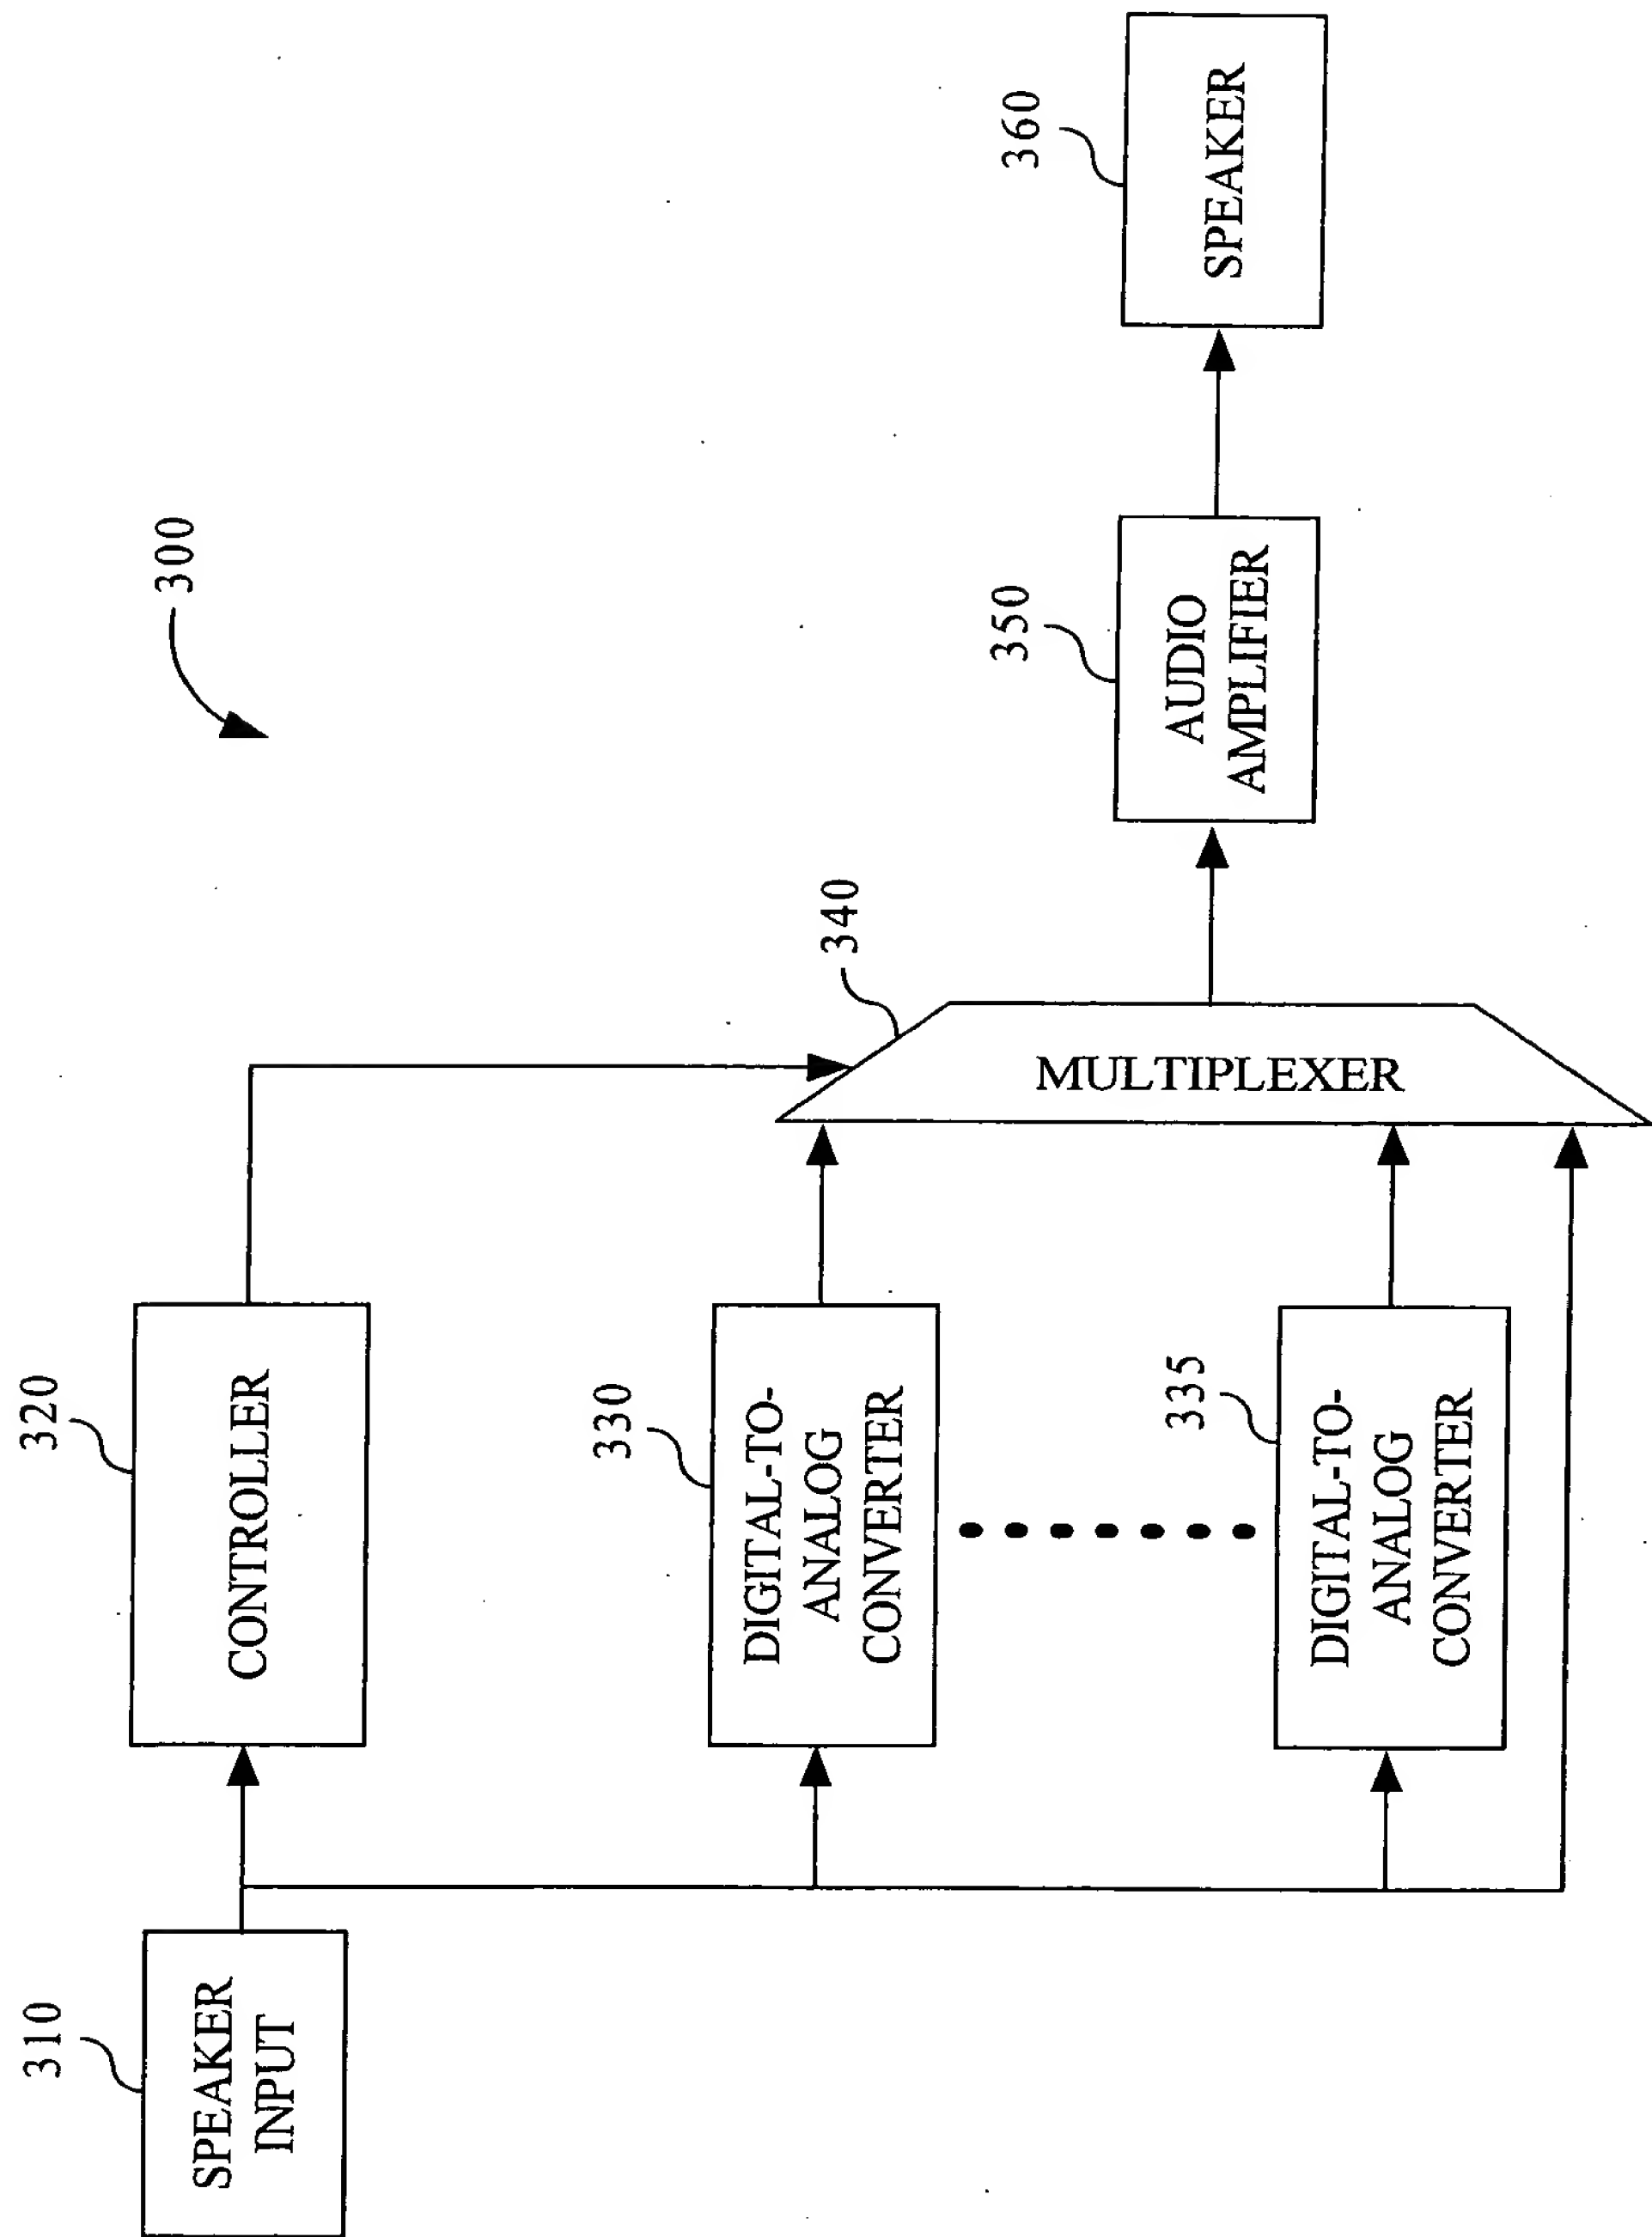 300
310
SPEAKER
INPUT
320
CONTROLLER
330
DIGITAL-TO-
ANALOG
CONVERTER
335
DIGITAL-TO-
ANALOG
CONVERTER
340
MULTIPLEXER
350
AUDIO
AMPLIFIER
360
SPEAKER